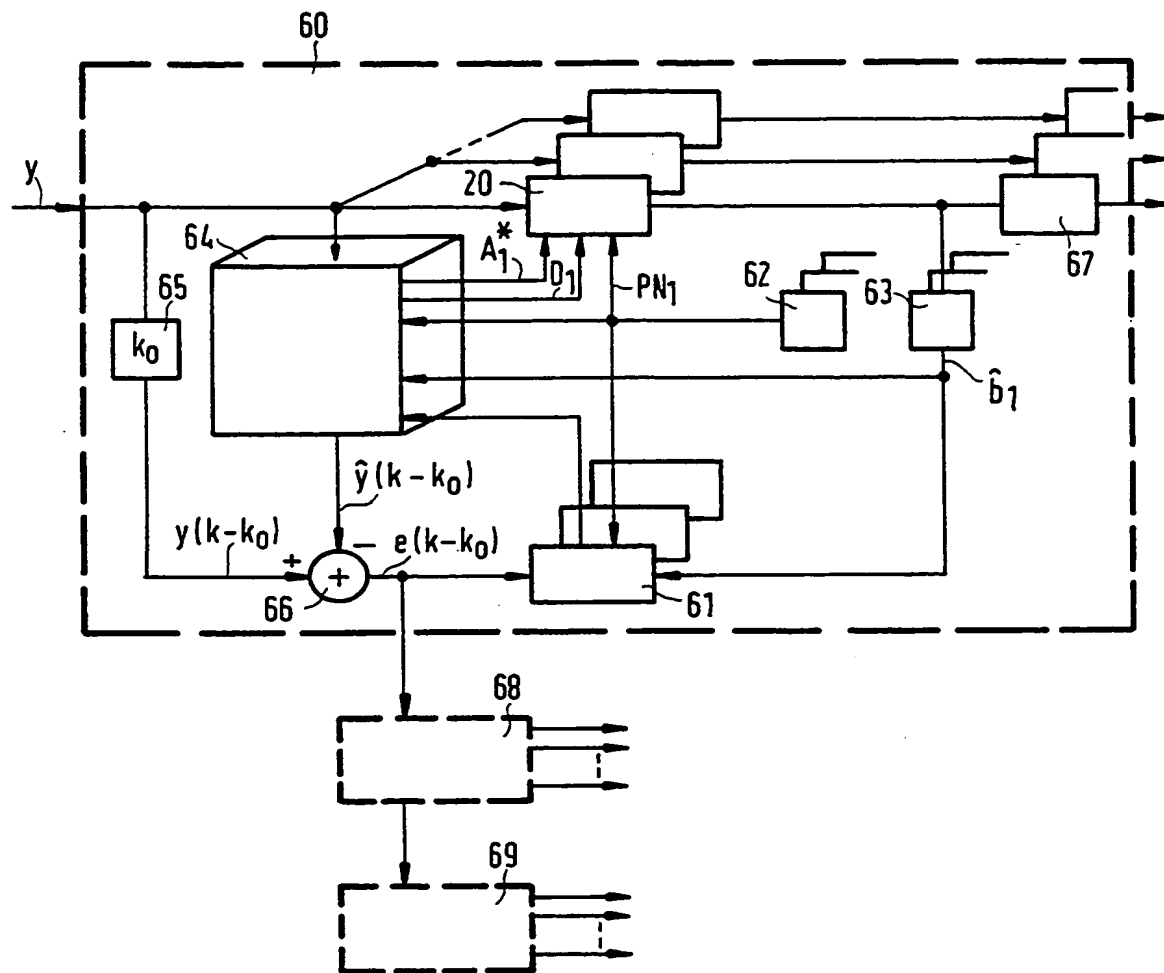 60
y
20
64
A₁*
D₁
PN₁
62
63
67
65
k₀
b̂₁
ŷ(k-k₀)
y(k-k₀)
e(k-k₀)
+
−
+
66
61
68
69